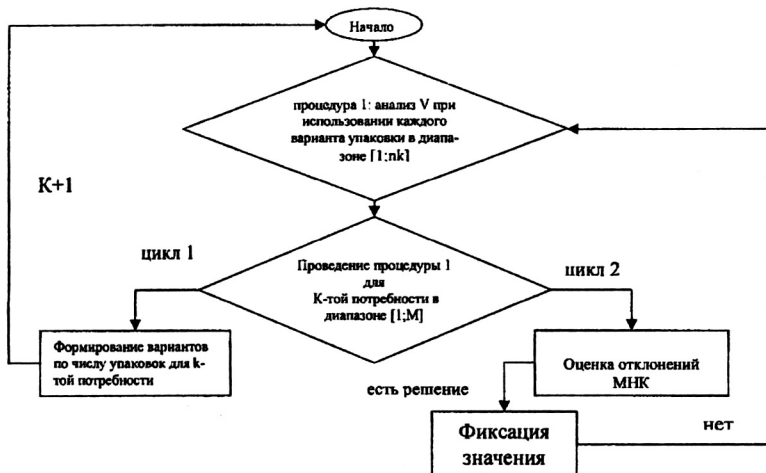 Начало
процедура 1: анализ V при
использовании каждого
варианта упаковки в диапа-
зоне [1;nk]
К+1
цикл 1
Проведение процедуры 1
для
К-той потребности в
диапазоне [1;М]
цикл 2
Формирование вариантов
по числу упаковок для k-
той потребности
Оценка отклонений
МНК
есть решение
Фиксация
значения
нет